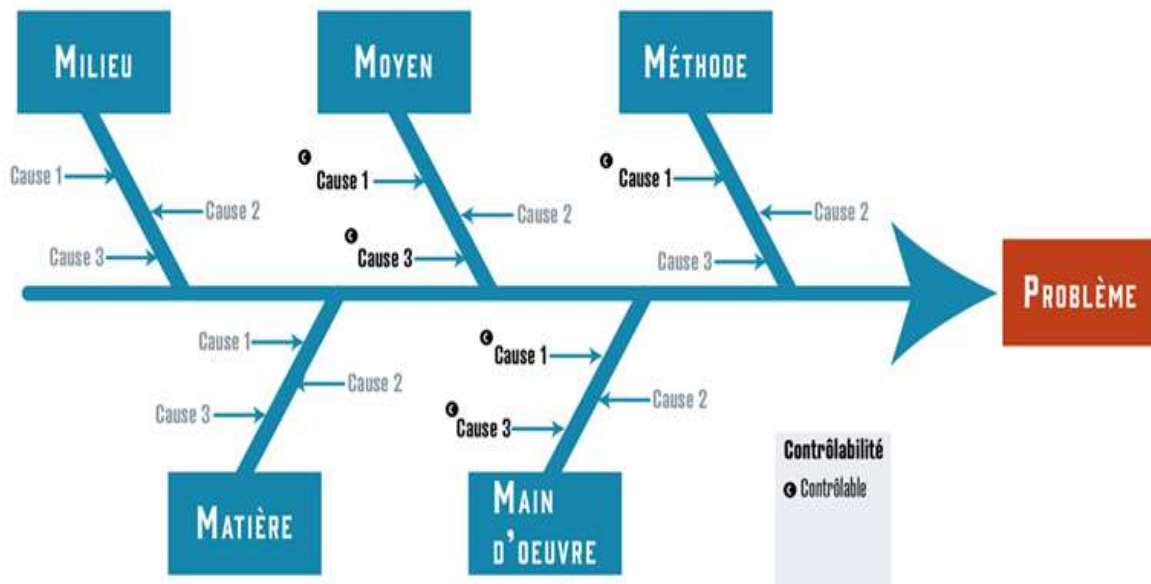 MILIEU
MOYEN
MÉTHODE
Cause 1
Cause 2
Cause 3
C
Cause 1
Cause 2
C
Cause 3
C
Cause 1
Cause 2
Cause 3
PROBLÈME
Cause 1
Cause 2
Cause 3
C
Cause 1
Cause 2
C
Cause 3
MATIÈRE
MAIN
D'OEUVRE
Contrôlabilité
C Contrôlable